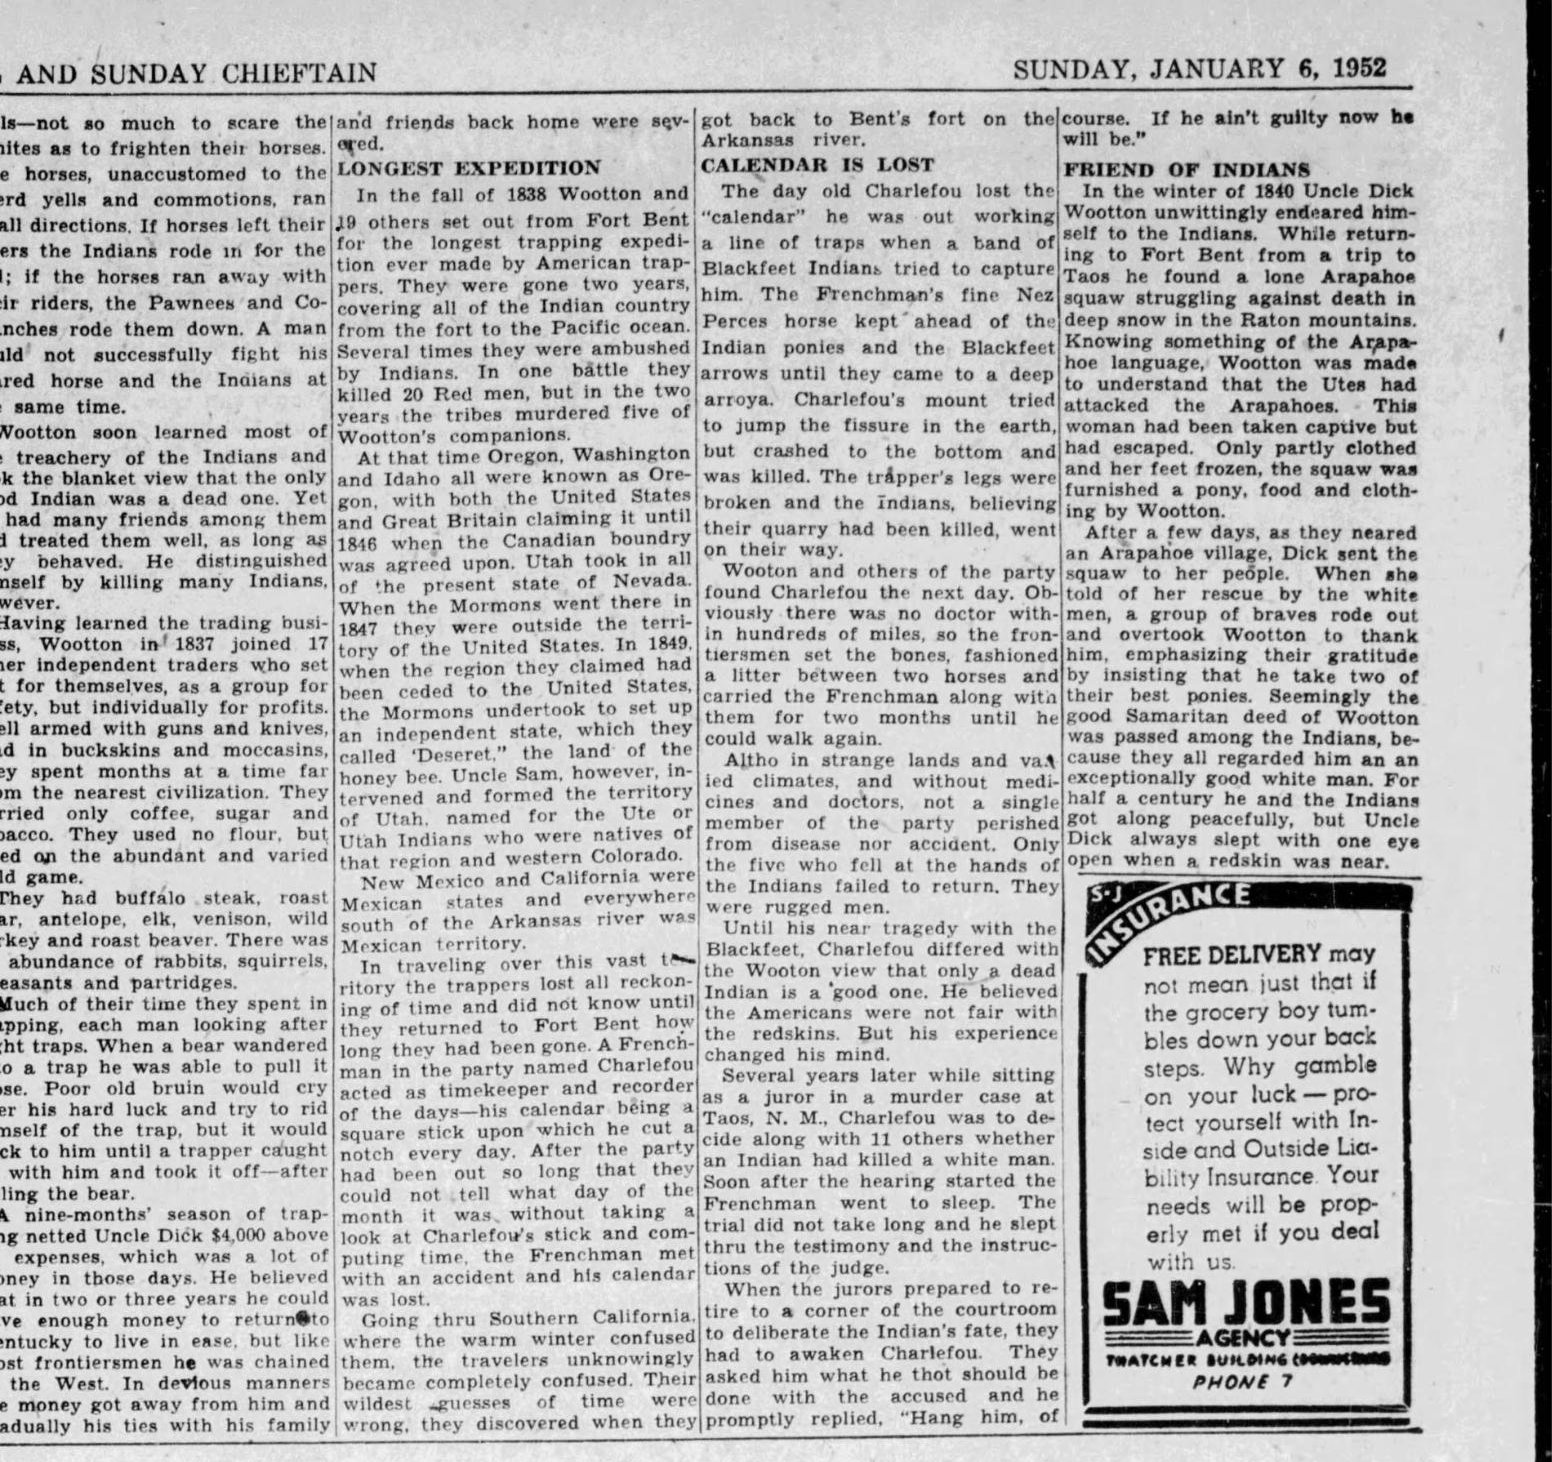 AND SUNDAY CHIEFTAIN
SUNDAY, JANUARY 6, 1952
ls—not so much to scare the
ites as to frighten their horses.
e horses, unaccustomed to the
erd yells and commotions, ran
all directions. If horses left their
ers the Indians rode in for the
; if the horses ran away with
ir riders, the Pawnees and Co-
nches rode them down. A man
uld not successfully fight his
red horse and the Indians at
same time.
Wootton soon learned most of
treachery of the Indians and
k the blanket view that the only
od Indian was a dead one. Yet
had many friends among them
d treated them well, as long as
ey behaved. He distinguished
mself by killing many Indians,
wever.
Having learned the trading busi-
ss, Wootton in 1837 joined 17
er independent traders who set
t for themselves, as a group for
fety, but individually for profits.
ell armed with guns and knives,
d in buckskins and moccasins,
ey spent months at a time far
om the nearest civilization. They
rried only coffee, sugar and
bacco. They used no flour, but
ed on the abundant and varied
ld game.
They had buffalo steak, roast
ar, antelope, elk, venison, wild
rkey and roast beaver. There was
abundance of rabbits, squirrels,
easants and partridges.
Much of their time they spent in
apping, each man looking after
ht traps. When a bear wandered
o a trap he was able to pull it
ose. Poor old bruin would cry
er his hard luck and try to rid
mself of the trap, but it would
ck to him until a trapper caught
with him and took it off—after
ling the bear.
A nine-months' season of trap-
ng netted Uncle Dick $4,000 above
expenses, which was a lot of
oney in those days. He believed
at in two or three years he could
ve enough money to return to
entucky to live in ease, but like
ost frontiersmen he was chained
the West. In devious manners
e money got away from him and
adually his ties with his family
and friends back home were sev-
ered.
LONGEST EXPEDITION
In the fall of 1838 Wootton and
19 others set out from Fort Bent
for the longest trapping expedi-
tion ever made by American trap-
pers. They were gone two years,
covering all of the Indian country
from the fort to the Pacific ocean.
Several times they were ambushed
by Indians. In one battle they
killed 20 Red men, but in the two
years the tribes murdered five of
Wootton's companions.
At that time Oregon, Washington
and Idaho all were known as Ore-
gon, with both the United States
and Great Britain claiming it until
1846 when the Canadian boundry
was agreed upon. Utah took in all
of the present state of Nevada.
When the Mormons went there in
1847 they were outside the terri-
tory of the United States. In 1849,
when the region they claimed had
been ceded to the United States,
the Mormons undertook to set up
an independent state, which they
called 'Deseret," the land of the
honey bee. Uncle Sam, however, in-
tervened and formed the territory
of Utah, named for the Ute or
Utah Indians who were natives of
that region and western Colorado.
New Mexico and California were
Mexican states and everywhere
south of the Arkansas river was
Mexican territory.
In traveling over this vast
ritory the trappers lost all reckon-
ing of time and did not know until
they returned to Fort Bent how
long they had been gone. A French-
man in the party named Charlefou
acted as timekeeper and recorder
of the days—his calendar being a
square stick upon which he cut a
notch every day. After the party
had been out so long that they
could not tell what day of the
month it was without taking a
look at Charlefou's stick and com-
puting time, the Frenchman met
with an accident and his calendar
was lost.
Going thru Southern California,
where the warm winter confused
them, the travelers unknowingly
became completely confused. Their
wildest guesses of time were
wrong, they discovered when they
got back to Bent's fort on the
Arkansas river.
CALENDAR IS LOST
The day old Charlefou lost the
"calendar" he was out working
a line of traps when a band of
Blackfeet Indians tried to capture
him. The Frenchman's fine Nez
Perces horse kept ahead of the
Indian ponies and the Blackfeet
arrows until they came to a deep
arroya. Charlefou's mount tried
to jump the fissure in the earth,
but crashed to the bottom and
was killed. The trapper's legs were
broken and the Indians, believing
their quarry had been killed, went
on their way.
Wooton and others of the party
found Charlefou the next day. Ob-
viously there was no doctor with-
in hundreds of miles, so the fron-
tiersmen set the bones, fashioned
a litter between two horses and
carried the Frenchman along with
them for two months until he
could walk again.
Altho in strange lands and var-
ied climates, and without medi-
cines and doctors, not a single
member of the party perished
from disease nor accident. Only
the five who fell at the hands of
the Indians failed to return. They
were rugged men.
Until his near tragedy with the
Blackfeet, Charlefou differed with
the Wooton view that only a dead
Indian is a good one. He believed
the Americans were not fair with
the redskins. But his experience
changed his mind.
Several years later while sitting
as a juror in a murder case at
Taos, N. M., Charlefou was to de-
cide along with 11 others whether
an Indian had killed a white man.
Soon after the hearing started the
Frenchman went to sleep. The
trial did not take long and he slept
thru the testimony and the instruc-
tions of the judge.
When the jurors prepared to re-
tire to a corner of the courtroom
to deliberate the Indian's fate, they
had to awaken Charlefou. They
asked him what he thot should be
done with the accused and he
promptly replied, "Hang him, of
course. If he ain't guilty now he
will be."
FRIEND OF INDIANS
In the winter of 1840 Uncle Dick
Wootton unwittingly endeared him-
self to the Indians. While return-
ing to Fort Bent from a trip to
Taos he found a lone Arapahoe
squaw struggling against death in
deep snow in the Raton mountains.
Knowing something of the Arapa-
hoe language, Wootton was made
to understand that the Utes had
attacked the Arapahoes. This
woman had been taken captive but
had escaped. Only partly clothed
and her feet frozen, the squaw was
furnished a pony, food and cloth-
ing by Wootton.
After a few days, as they neared
an Arapahoe village, Dick sent the
squaw to her people. When she
told of her rescue by the white
men, a group of braves rode out
and overtook Wootton to thank
him, emphasizing their gratitude
by insisting that he take two of
their best ponies. Seemingly the
good Samaritan deed of Wootton
was passed among the Indians, be-
cause they all regarded him an an
exceptionally good white man. For
half a century he and the Indians
got along peacefully, but Uncle
Dick always slept with one eye
open when a redskin was near.
S-J
INSURANCE
FREE DELIVERY may
not mean just that if
the grocery boy tum-
bles down your back
steps. Why gamble
on your luck — pro-
tect yourself with In-
side and Outside Lia-
bility Insurance. Your
needs will be prop-
erly met if you deal
with us.
SAM JONES
AGENCY
THATCHER BUILDING
PHONE 7